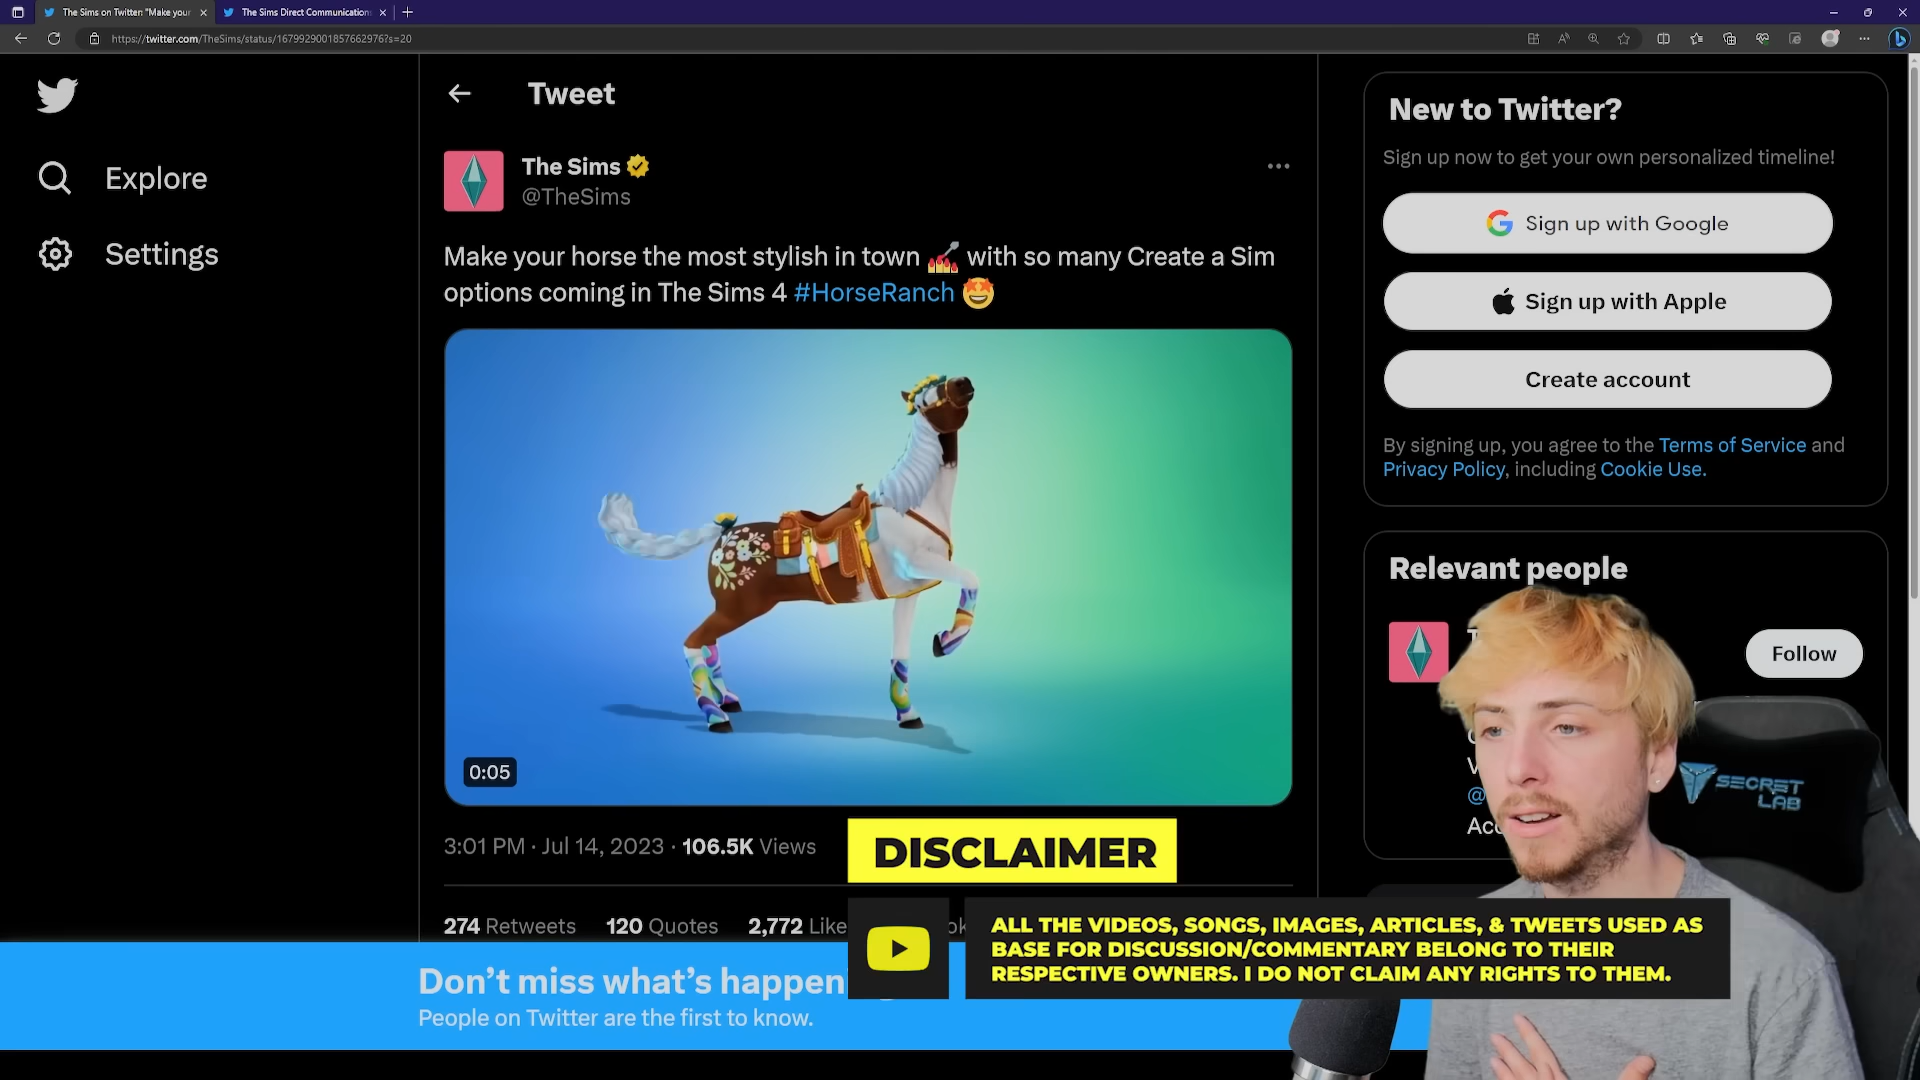 The Sims on Twitter: "Make your
The Sims Direct Communication
https://twitter.com/TheSims/status/1679929001857662976?s=20
Explore
Settings
Tweet
The Sims
@TheSims
Make your horse the most stylish in town 💅 with so many Create a Sim
options coming in The Sims 4 #HorseRanch 🤩
0:05
3:01 PM · Jul 14, 2023 · 106.5K Views
274 Retweets 120 Quotes 2,772 Like
Don't miss what's happen
People on Twitter are the first to know.
New to Twitter?
Sign up now to get your own personalized timeline!
Sign up with Google
Sign up with Apple
Create account
By signing up, you agree to the Terms of Service and
Privacy Policy, including Cookie Use.
Relevant people
Follow
@
SECRET
LAB
DISCLAIMER
ALL THE VIDEOS, SONGS, IMAGES, ARTICLES, & TWEETS USED AS
BASE FOR DISCUSSION/COMMENTARY BELONG TO THEIR
RESPECTIVE OWNERS. I DO NOT CLAIM ANY RIGHTS TO THEM.